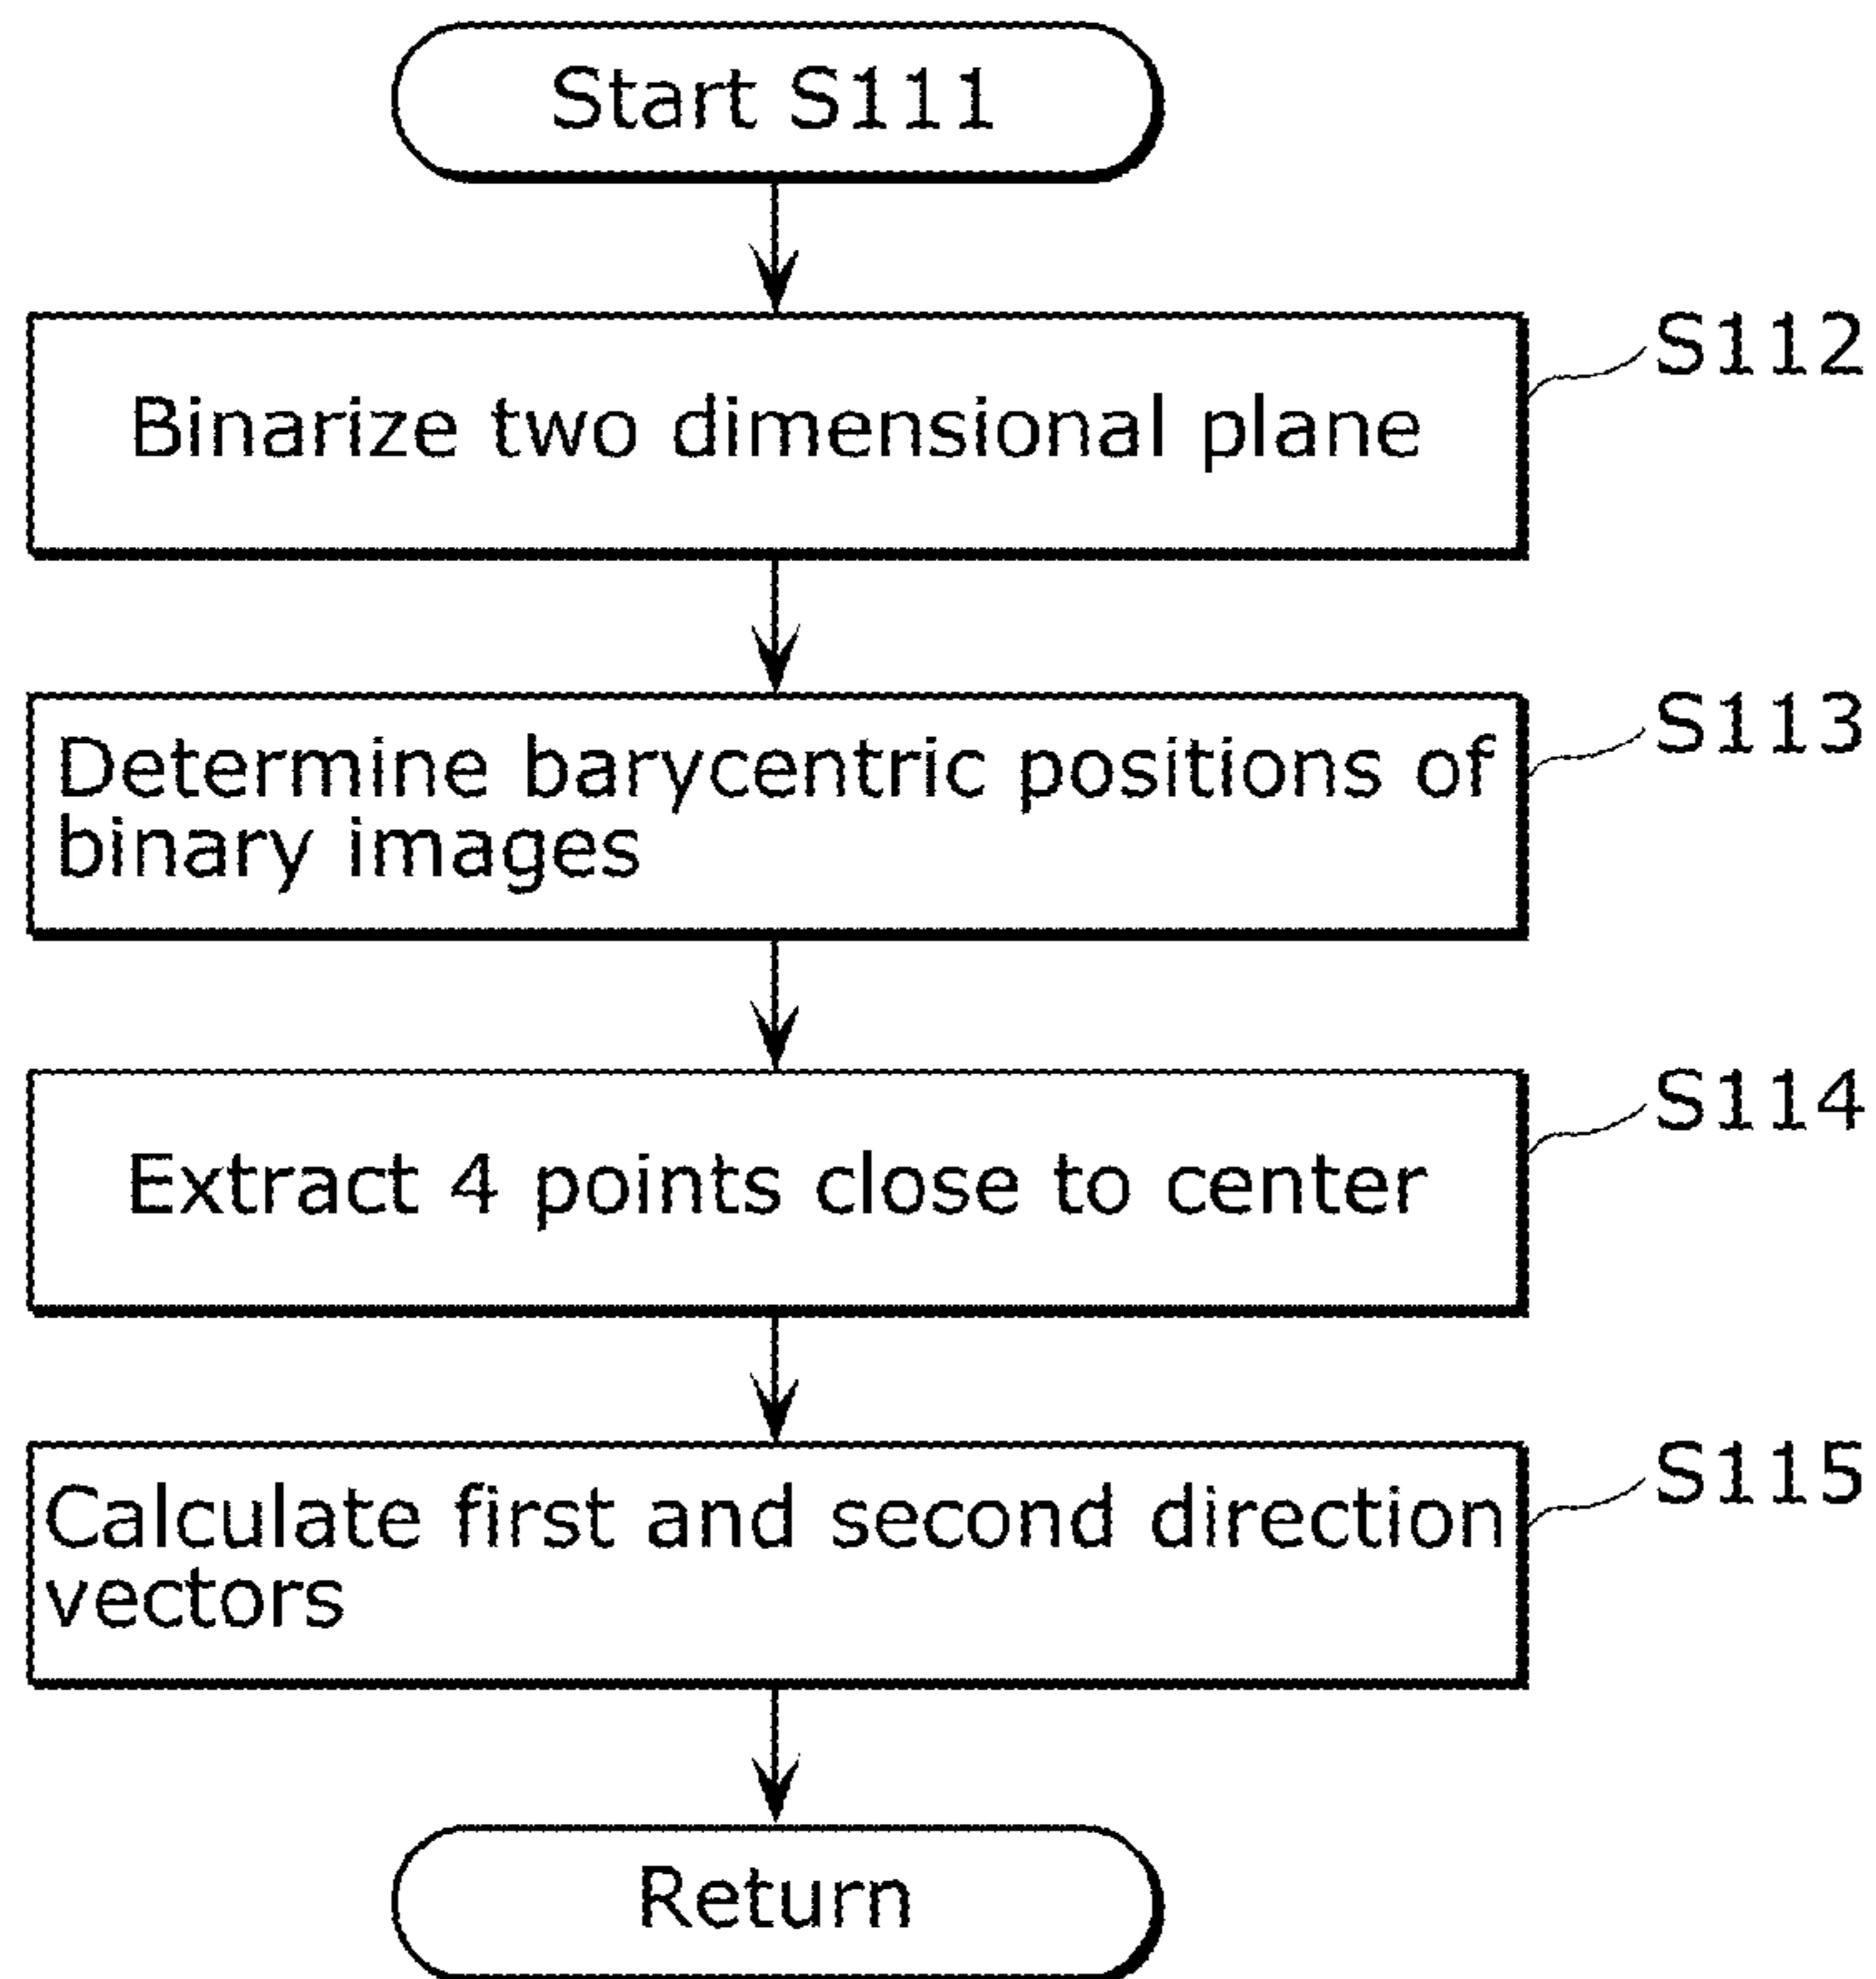 Start S111
S112
Binarize two dimensional plane
S113
Determine barycentric positions of
binary images
S114
Extract 4 points close to center
S115
Calculate first and second direction
vectors
Return